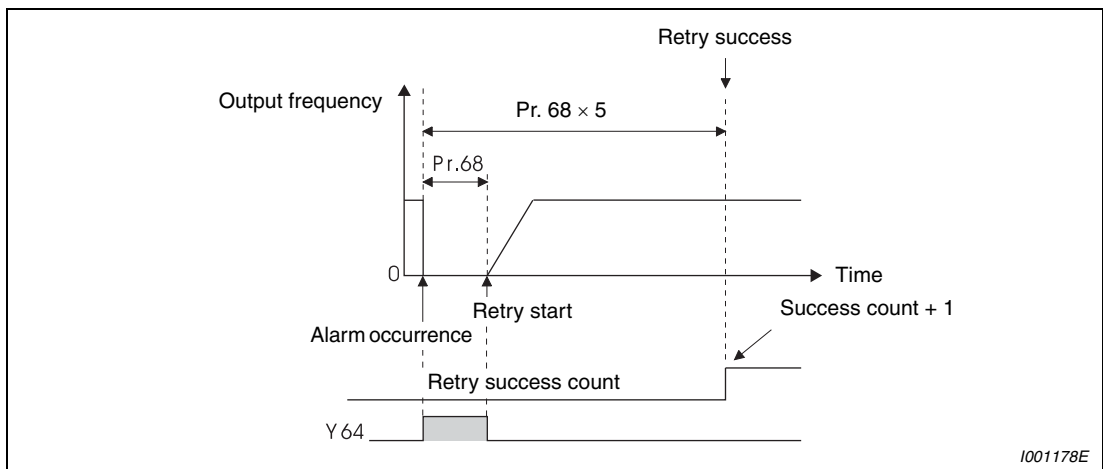 Retry success
Output frequency
Pr. 68 × 5
Pr.68
0
Time
Retry start
Success count + 1
Alarm occurrence
Retry success count
Y64
I001178E